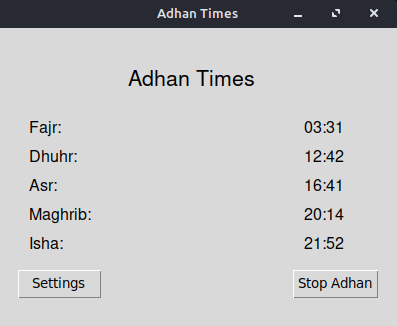 Adhan Times
Adhan Times
Fajr: 03:31
Dhuhr: 12:42
Asr: 16:41
Maghrib: 20:14
Isha: 21:52
Settings Stop Adhan